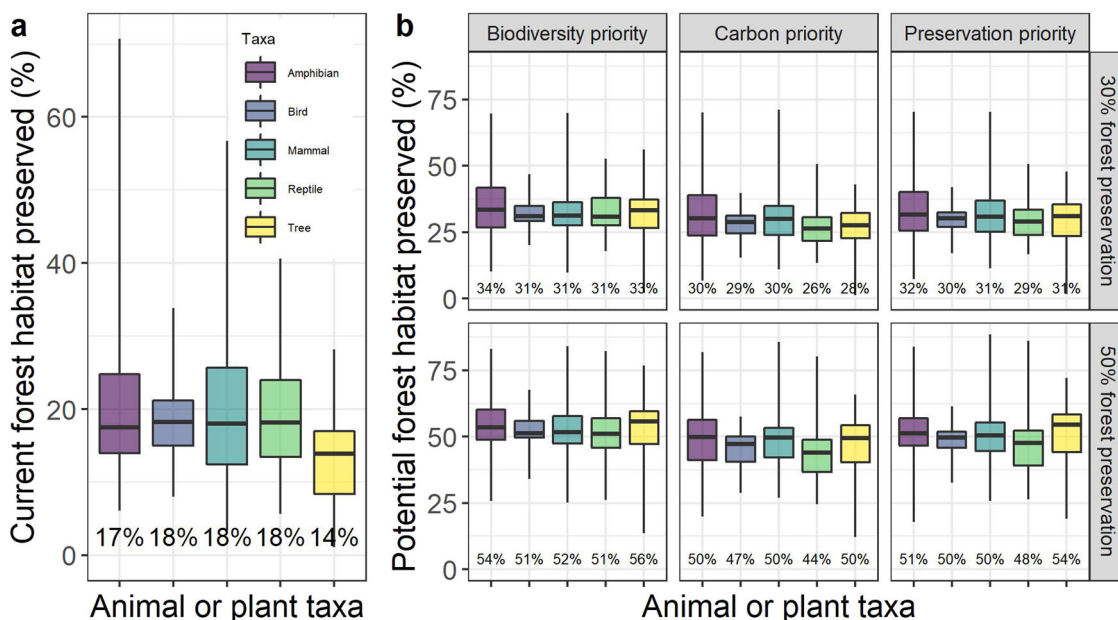 a
Current forest habitat preserved (%)
60
40
20
0
Taxa
Amphibian
Bird
Mammal
Reptile
Tree
17% 18% 18% 18% 14%
Animal or plant taxa
b
Potential forest habitat preserved (%)
Biodiversity priority
Carbon priority
Preservation priority
30% forest preservation
75
50
25
0
34% 31% 31% 31% 33%
30% 29% 30% 26% 28%
32% 30% 31% 29% 31%
50% forest preservation
75
50
25
0
54% 51% 52% 51% 56%
50% 47% 50% 44% 50%
51% 50% 50% 48% 54%
Animal or plant taxa